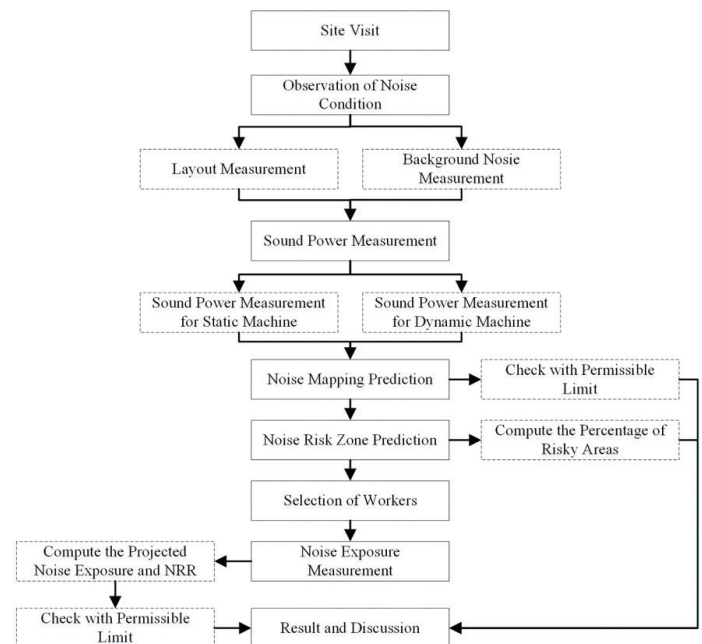 Site Visit
Observation of Noise
Condition
Layout Measurement
Background Nosie
Measurement
Sound Power Measurement
Sound Power Measurement
for Static Machine
Sound Power Measurement
for Dynamic Machine
Noise Mapping Prediction
Check with Permissible
Limit
Noise Risk Zone Prediction
Compute the Percentage of
Risky Areas
Selection of Workers
Compute the Projected
Noise Exposure and NRR
Noise Exposure
Measurement
Check with Permissible
Limit
Result and Discussion